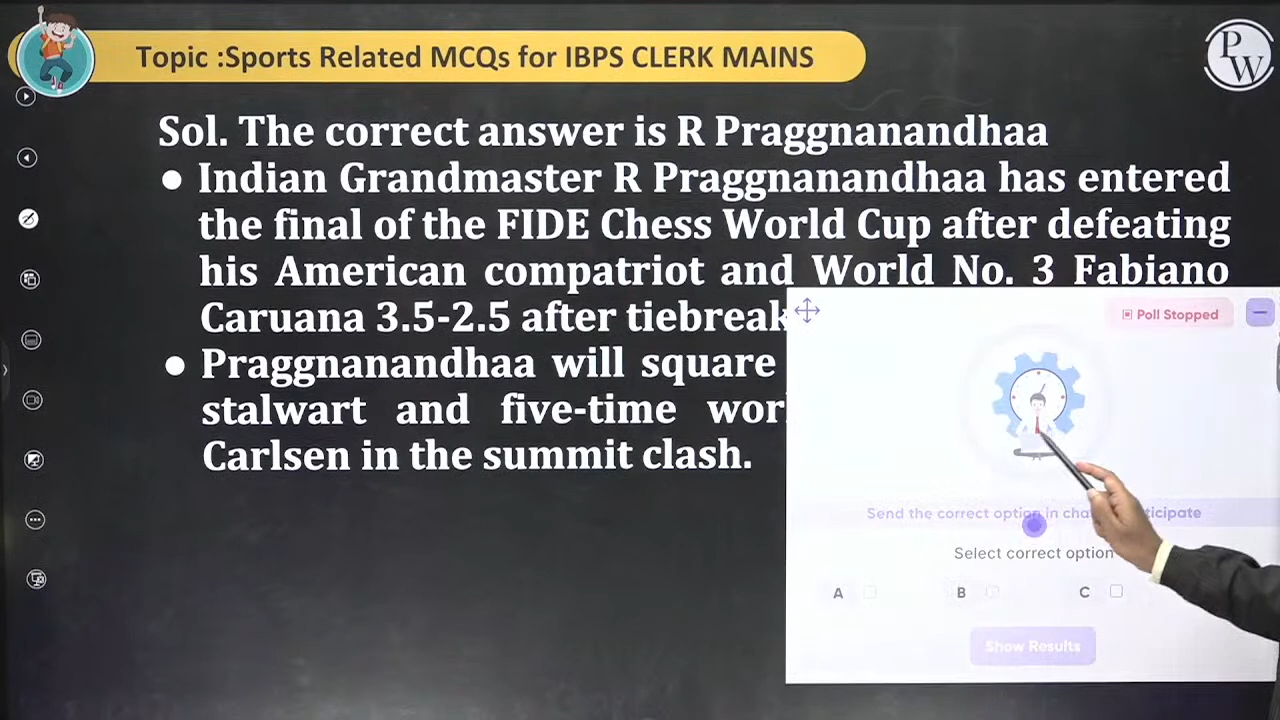 Topic :Sports Related MCQs for IBPS CLERK MAINS
PW
Sol. The correct answer is R Praggnanandhaa
● Indian Grandmaster R Praggnanandhaa has entered
the final of the FIDE Chess World Cup after defeating
his American compatriot and World No. 3 Fabiano
Caruana 3.5-2.5 after tiebreak
● Praggnanandhaa will square
stalwart and five-time
Carlsen in the summit clash.
Poll Stopped
Send the correct option in
Select correct option
A
B
C
Show Results